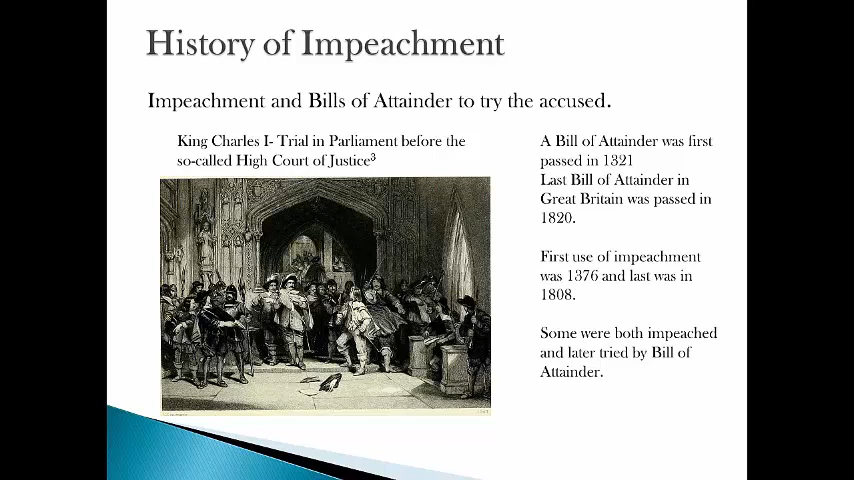 History of Impeachment
Impeachment and Bills of Attainder to try the accused.
King Charles I- Trial in Parliament before the
so-called High Court of Justice³
A Bill of Attainder was first
passed in 1321
Last Bill of Attainder in
Great Britain was passed in
1820.
First use of impeachment
was 1376 and last was in
1808.
Some were both impeached
and later tried by Bill of
Attainder.